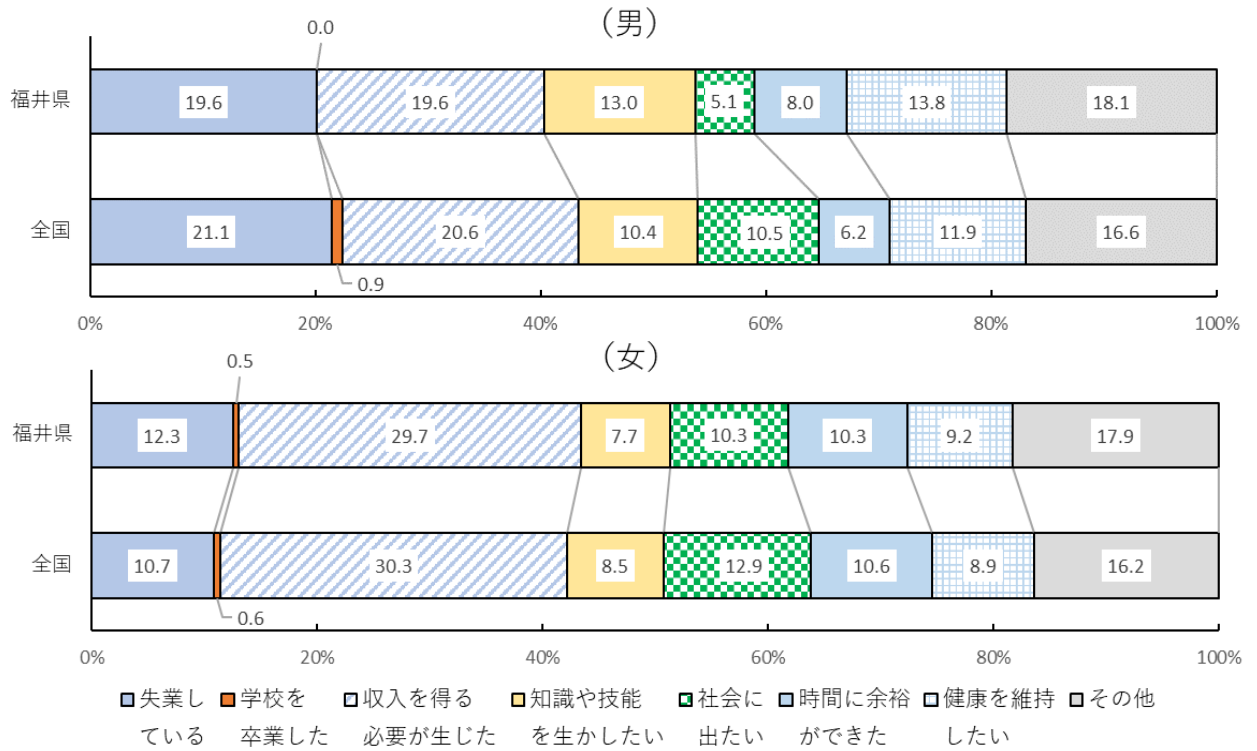 (男)
0.0
福井県 19.6 19.6 13.0 5.1 8.0 13.8 18.1
全国 21.1 20.6 10.4 10.5 6.2 11.9 16.6
0.9
0% 20% 40% 60% 80% 100%
(女)
0.5
福井県 12.3 29.7 7.7 10.3 10.3 9.2 17.9
全国 10.7 30.3 8.5 12.9 10.6 8.9 16.2
0.6
0% 20% 40% 60% 80% 100%
失業し 学校を 収入を得る 知識や技能 社会に 時間に余裕 健康を維持 その他
ている 卒業した 必要が生じた を生かしたい 出たい ができた したい